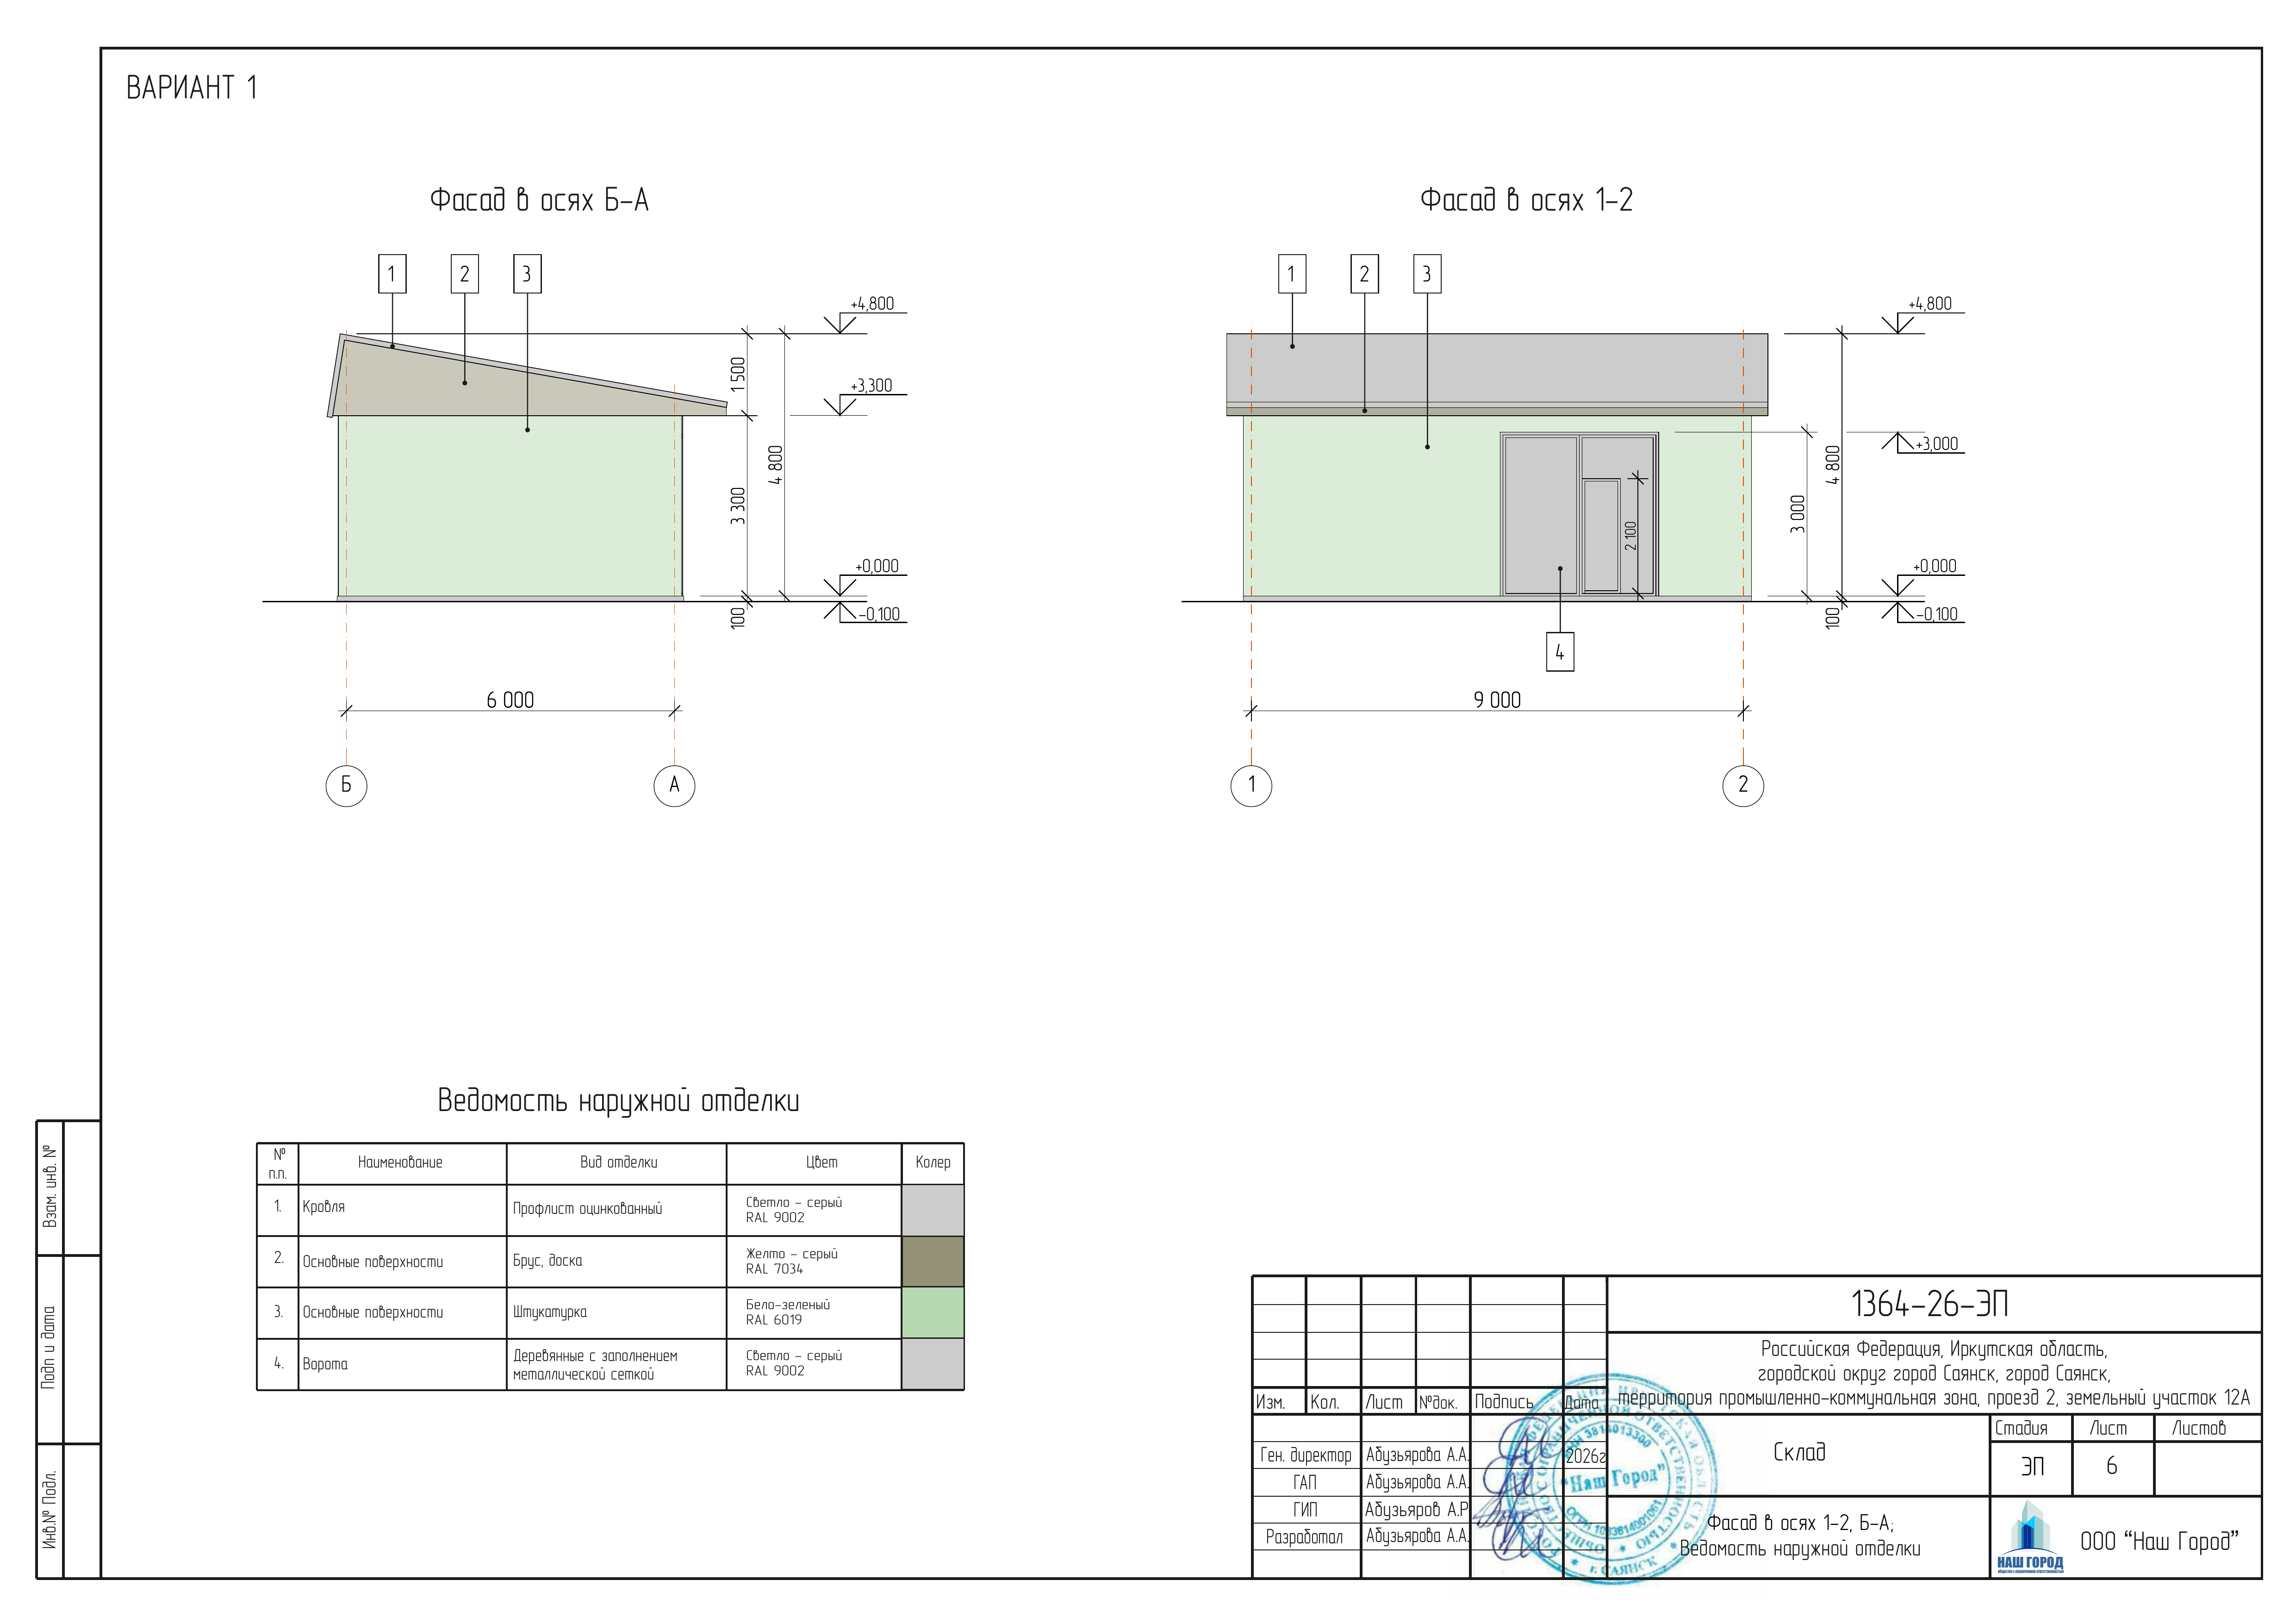 ВАРИАНТ 1
Фасад в осях Б-А
Фасад в осях 1-2
1
2
3
+4,800
+3,300
+0,000
-0,100
1 500
3 300
4 800
100
6 000
Б
А
1
2
3
4
+4,800
+3,000
+0,000
-0,100
2 100
3 000
4 800
100
9 000
1
2
Ведомость наружной отделки
№ п.п.
Наименование
Вид отделки
Цвет
Колер
1.
Кровля
Профлист оцинкованный
Светло - серый
RAL 9002
2.
Основные поверхности
Брус, доска
Желто - серый
RAL 7034
3.
Основные поверхности
Штукатурка
Бело-зеленый
RAL 6019
4.
Ворота
Деревянные с заполнением
металлической сеткой
Светло - серый
RAL 9002
Взам. инв. №
Подп и дата
Инв.№ Подл.
1364-26-ЭП
Российская Федерация, Иркутская область,
городской округ город Саянск, город Саянск,
территория промышленно-коммунальная зона, проезд 2, земельный участок 12А
Изм.
Кол.
Лист
№док.
Подпись
Дата
Ген. директор
Абузьярова А.А.
2026г
ГАП
Абузьярова А.А.
ГИП
Абузьяров А.Р
Разработал
Абузьярова А.А.
Склад
Стадия
Лист
Листов
ЭП
6
Фасад в осях 1-2, Б-А;
Ведомость наружной отделки
НАШ ГОРОД
ООО “Наш Город”
"Наш Город"
ИНН 3814013300
г. САЯНСК